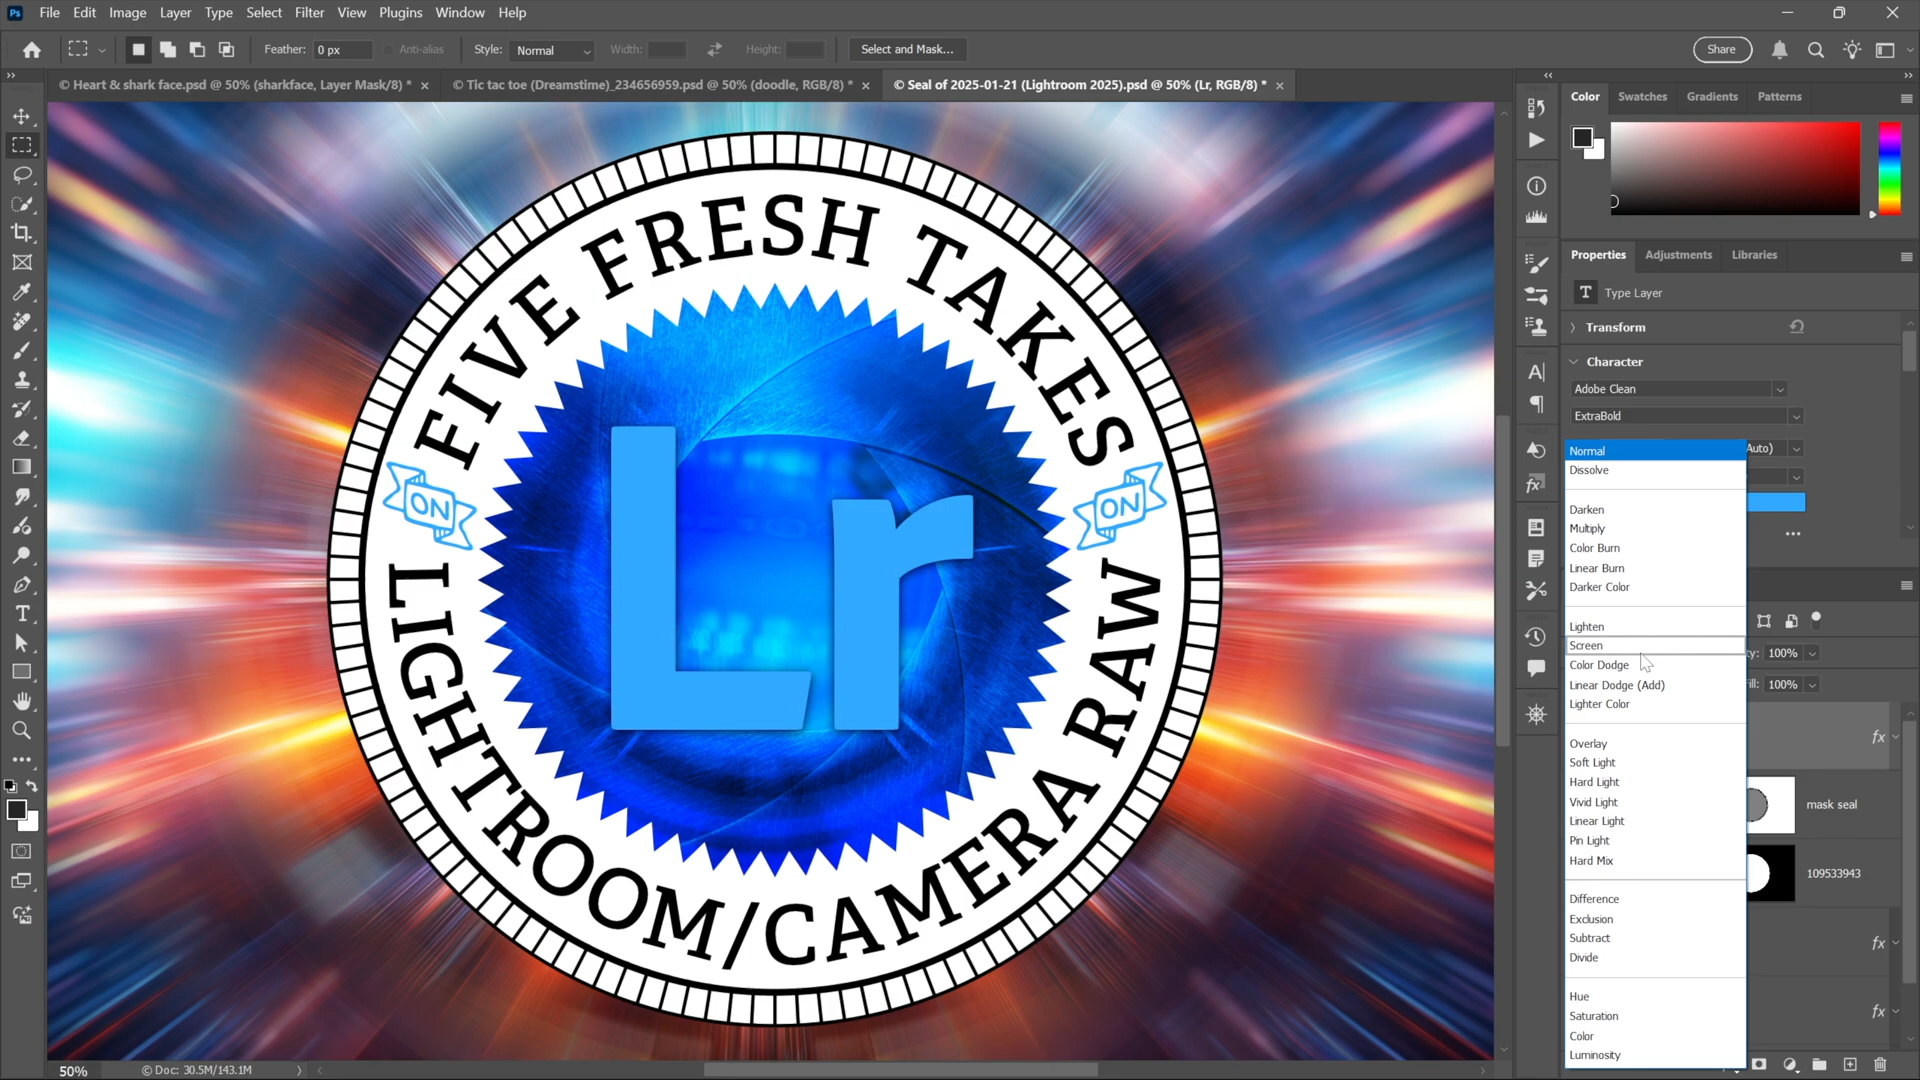 Ps File Edit Image Layer Type Select Filter View Plugins Window Help
Feather: 0 px Anti-alias Style: Normal Width: Height: Select and Mask... Share
© Heart & shark face.psd @ 50% (sharkface, Layer Mask/8) *
© Tic tac toe (Dreamstime)_234656959.psd @ 50% (doodle, RGB/8) *
© Seal of 2025-01-21 (Lightroom 2025).psd @ 50% (Lr, RGB/8) *
FIVE FRESH TAKES
ON
ON
Lr
LIGHTROOM/CAMERA RAW
Color Swatches Gradients Patterns
Properties Adjustments Libraries
T Type Layer
Transform
Character
Adobe Clean
ExtraBold
Auto)
Normal
Dissolve
Darken
Multiply
Color Burn
Linear Burn
Darker Color
Lighten
Screen
Color Dodge
Linear Dodge (Add)
Lighter Color
Overlay
Soft Light
Hard Light
Vivid Light
Linear Light
Pin Light
Hard Mix
Difference
Exclusion
Subtract
Divide
Hue
Saturation
Color
Luminosity
ty: 100%
ill: 100%
fx
mask seal
109533943
fx
fx
50% © Doc: 30.5M/143.1M